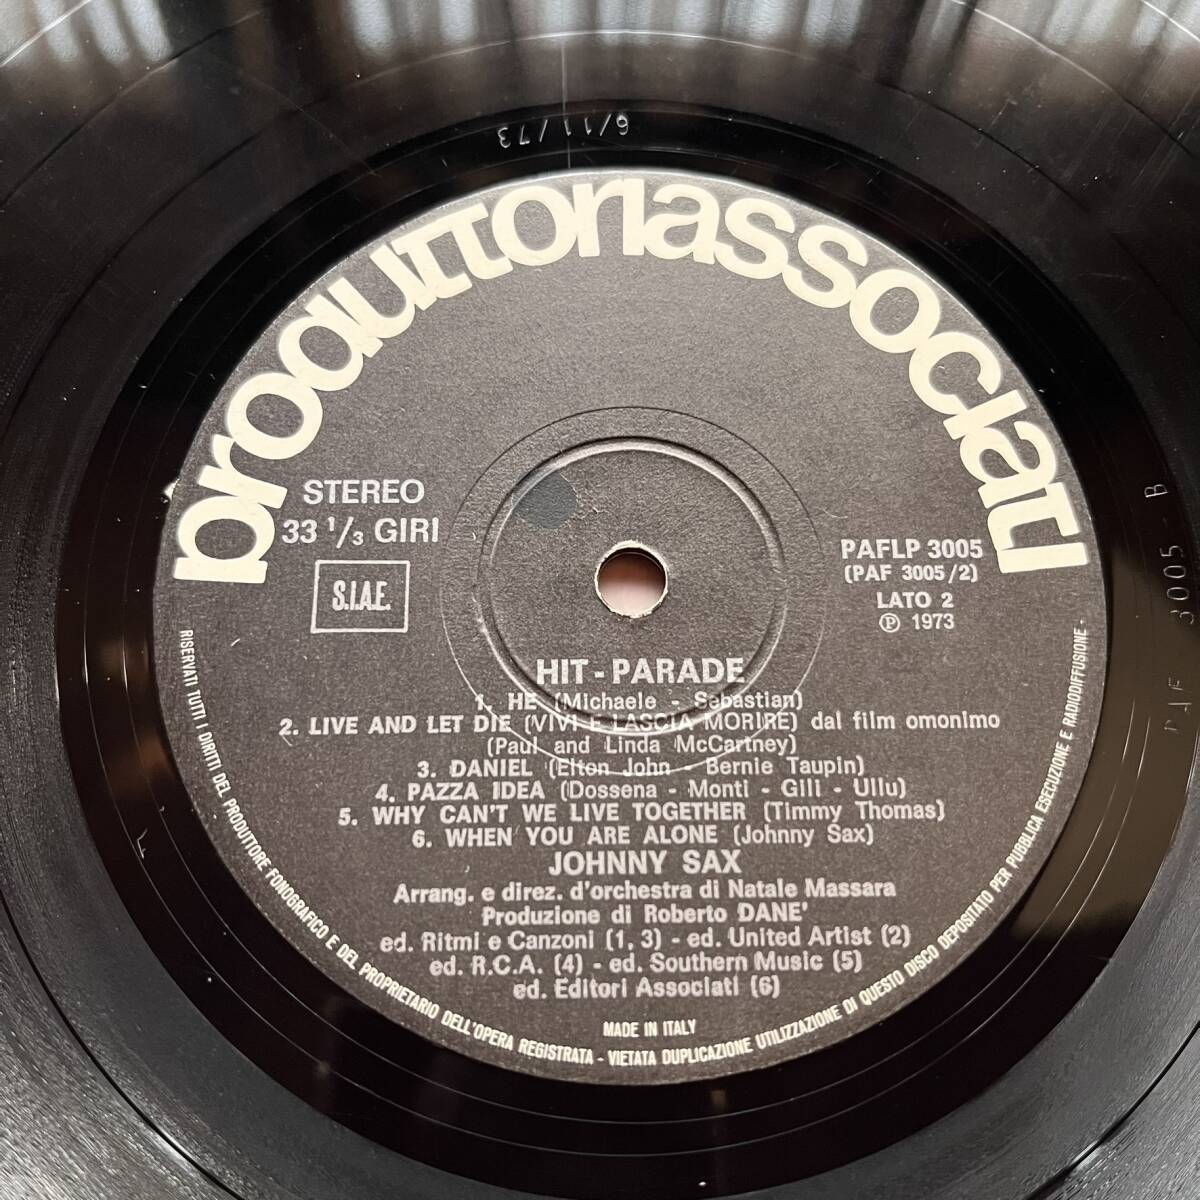 6/11/73
produttoriassociati
STEREO
33 1/3 GIRI
S.I.A.E.
PAFLP 3005
(PAF 3005/2)
LATO 2
℗ 1973
HIT - PARADE
1. HE (Michaele - Sebastian)
2. LIVE AND LET DIE (VIVI E LASCIA MORIRE) dal film omonimo
(Paul and Linda McCartney)
3. DANIEL (Elton John - Bernie Taupin)
4. PAZZA IDEA (Dossena - Monti - Gili - Ullu)
5. WHY CAN'T WE LIVE TOGETHER (Timmy Thomas)
6. WHEN YOU ARE ALONE (Johnny Sax)
JOHNNY SAX
Arrang. e direz. d'orchestra di Natale Massara
Produzione di Roberto DANE'
ed. Ritmi e Canzoni (1, 3) - ed. United Artist (2)
ed. R.C.A. (4) - ed. Southern Music (5)
ed. Editori Associati (6)
MADE IN ITALY
RISERVATI TUTTI I DIRITTI DEL PRODUTTORE FONOGRAFICO E DEL PROPRIETARIO DELL'OPERA REGISTRATA - VIETATA DUPLICAZIONE UTILIZZAZIONE DI QUESTO DISCO DEPOSITATO PER PUBBLICA ESECUZIONE E RADIODIFFUSIONE -
PAF 3005 - B